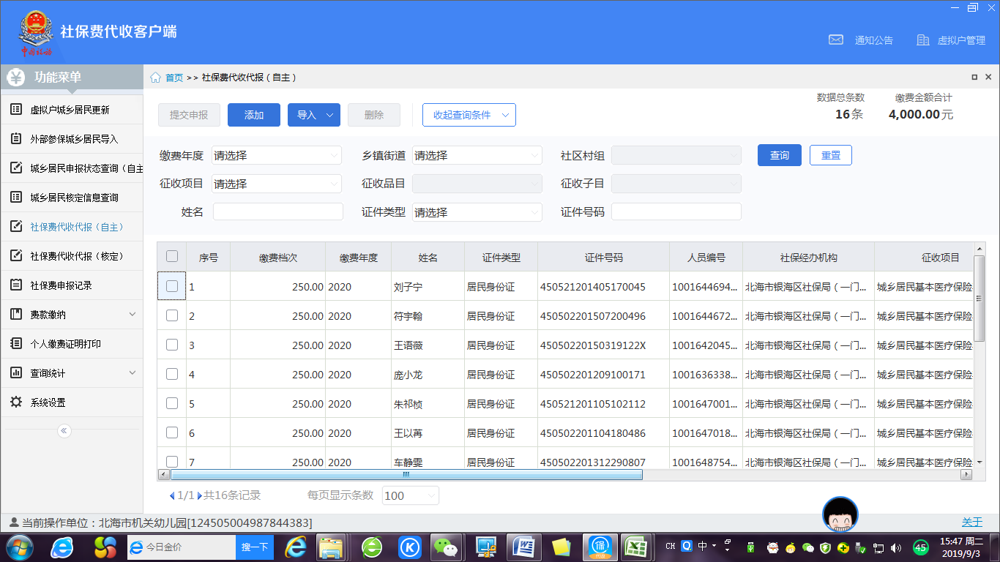 社保费代收客户端
通知公告 虚拟户管理
功能菜单
虚拟户城乡居民更新
外部参保城乡居民导入
城乡居民申报状态查询（自主
城乡居民核定信息查询
社保费代收代报（自主）
社保费代收代报（核定）
社保费申报记录
费款缴纳
个人缴费证明打印
查询统计
系统设置
首页 >> 社保费代收代报（自主）
提交申报 添加 导入 删除 收起查询条件
数据总条数 缴费金额合计
16条 4,000.00元
缴费年度 请选择 乡镇街道 请选择 社区村组 查询 重置
征收项目 请选择 征收品目 征收子目
姓名 证件类型 请选择 证件号码
序号 缴费档次 缴费年度 姓名 证件类型 证件号码 人员编号 社保经办机构 征收项目
1 250.00 2020 刘子宁 居民身份证 450521201405170045 1001644694... 北海市银海区社保局（一门... 城乡居民基本医疗保险
2 250.00 2020 符宇翰 居民身份证 450502201507200496 1001644672... 北海市银海区社保局（一门... 城乡居民基本医疗保险
3 250.00 2020 王语薇 居民身份证 45050220150319122X 1001642045... 北海市银海区社保局（一门... 城乡居民基本医疗保险
4 250.00 2020 庞小龙 居民身份证 450502201209100171 1001636338... 北海市银海区社保局（一门... 城乡居民基本医疗保险
5 250.00 2020 朱祁桢 居民身份证 450521201105102112 1001647001... 北海市银海区社保局（一门... 城乡居民基本医疗保险
6 250.00 2020 王以苒 居民身份证 450502201104180486 1001647018... 北海市银海区社保局（一门... 城乡居民基本医疗保险
7 250.00 2020 车静雯 居民身份证 450502201312290807 1001648754... 北海市银海区社保局（一门... 城乡居民基本医疗保险
1/1 共16条记录 每页显示条数 100
当前操作单位：北海市机关幼儿园[124505004987844383] 关于
今日金价 搜一下 CH 中 45 15:47 周二
2019/9/3